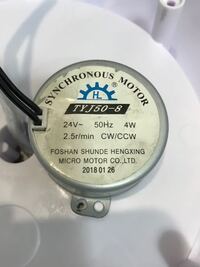 SYNCHRONOUS MOTOR
H
TYJ50-8
24V~ 50Hz 4W
2.5r/min CW/CCW
FOSHAN SHUNDE HENGXING
MICRO MOTOR CO.,LTD.
2018 01 26